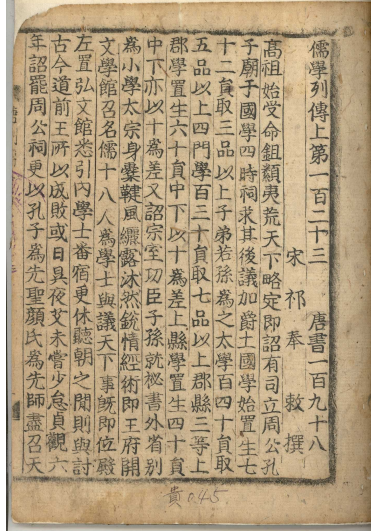 儒學列傳上第一百二十三 唐書一百九十八
宋祁奉 敕撰
髙祖始受命鉏纇夷荒天下略定即詔有司立周公孔
子廟于國學四時祠求其後議加爵土國學始置生七
十二員取三品以上子弟若孫爲之太學百四十員取
五品以上四門學百三十員取七品以上郡縣三等上
郡學置生六十員中下以十爲差上縣學置生四十員
中下亦以十爲差又詔宗室功臣子孫就祕書外省别
爲小學太宗身櫜鞬風纚露沐然銳情經術即王府開
文學館召名儒十八人爲學士與議天下事旣即位殿
左置弘文館悉引內學士番宿更休聽朝之閒則與討
古今道前王所以成敗或日昃夜艾未嘗少怠貞觀六
年詔罷周公祠更以孔子爲先聖顏氏爲先師盡召天
貴045